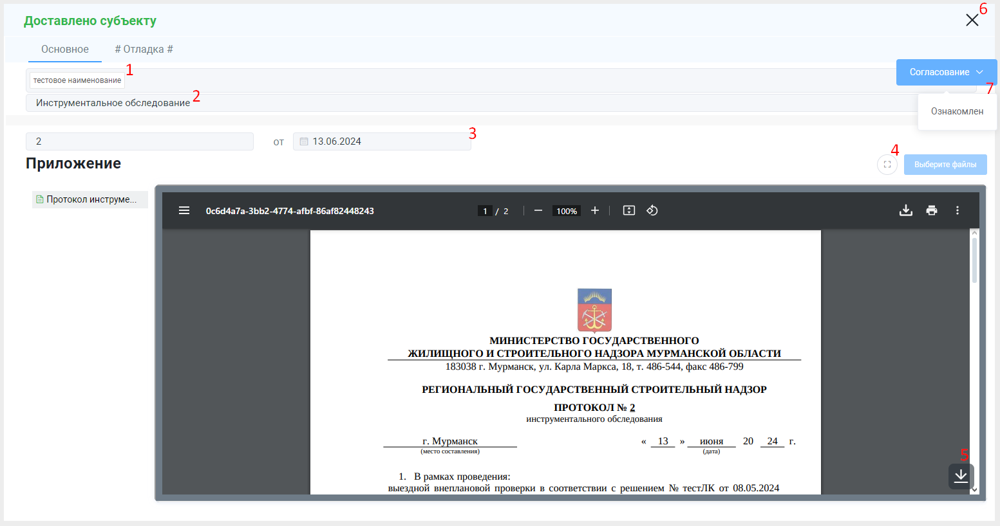 Доставлено субъекту
6
Основное # Отладка #
1
тестовое наименование
Согласование
7
2
Инструментальное обследование
Ознакомлен
2 от 13.06.2024
3
Приложение
4
Выберите файлы
Протокол инструме...
0c6d4a7a-3bb2-4774-afbf-86af82448243 1 / 2 100%
МИНИСТЕРСТВО ГОСУДАРСТВЕННОГО
ЖИЛИЩНОГО И СТРОИТЕЛЬНОГО НАДЗОРА МУРМАНСКОЙ ОБЛАСТИ
183038 г. Мурманск, ул. Карла Маркса, 18, т. 486-544, факс 486-799
РЕГИОНАЛЬНЫЙ ГОСУДАРСТВЕННЫЙ СТРОИТЕЛЬНЫЙ НАДЗОР
ПРОТОКОЛ № 2
инструментального обследования
г. Мурманск « 13 » июня 20 24 г.
(место составления) (дата)
5
1. В рамках проведения:
выездной внеплановой проверки в соответствии с решением № тестЛК от 08.05.2024